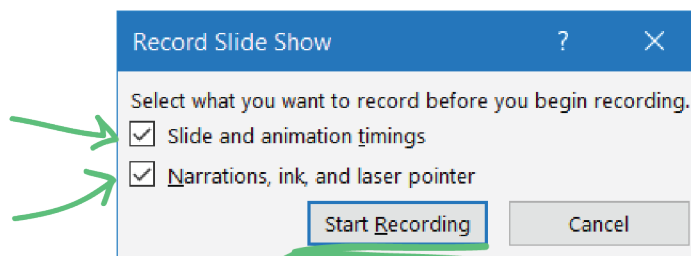 Record Slide Show ? ×
Select what you want to record before you begin recording.
Slide and animation timings
Narrations, ink, and laser pointer
Start Recording Cancel